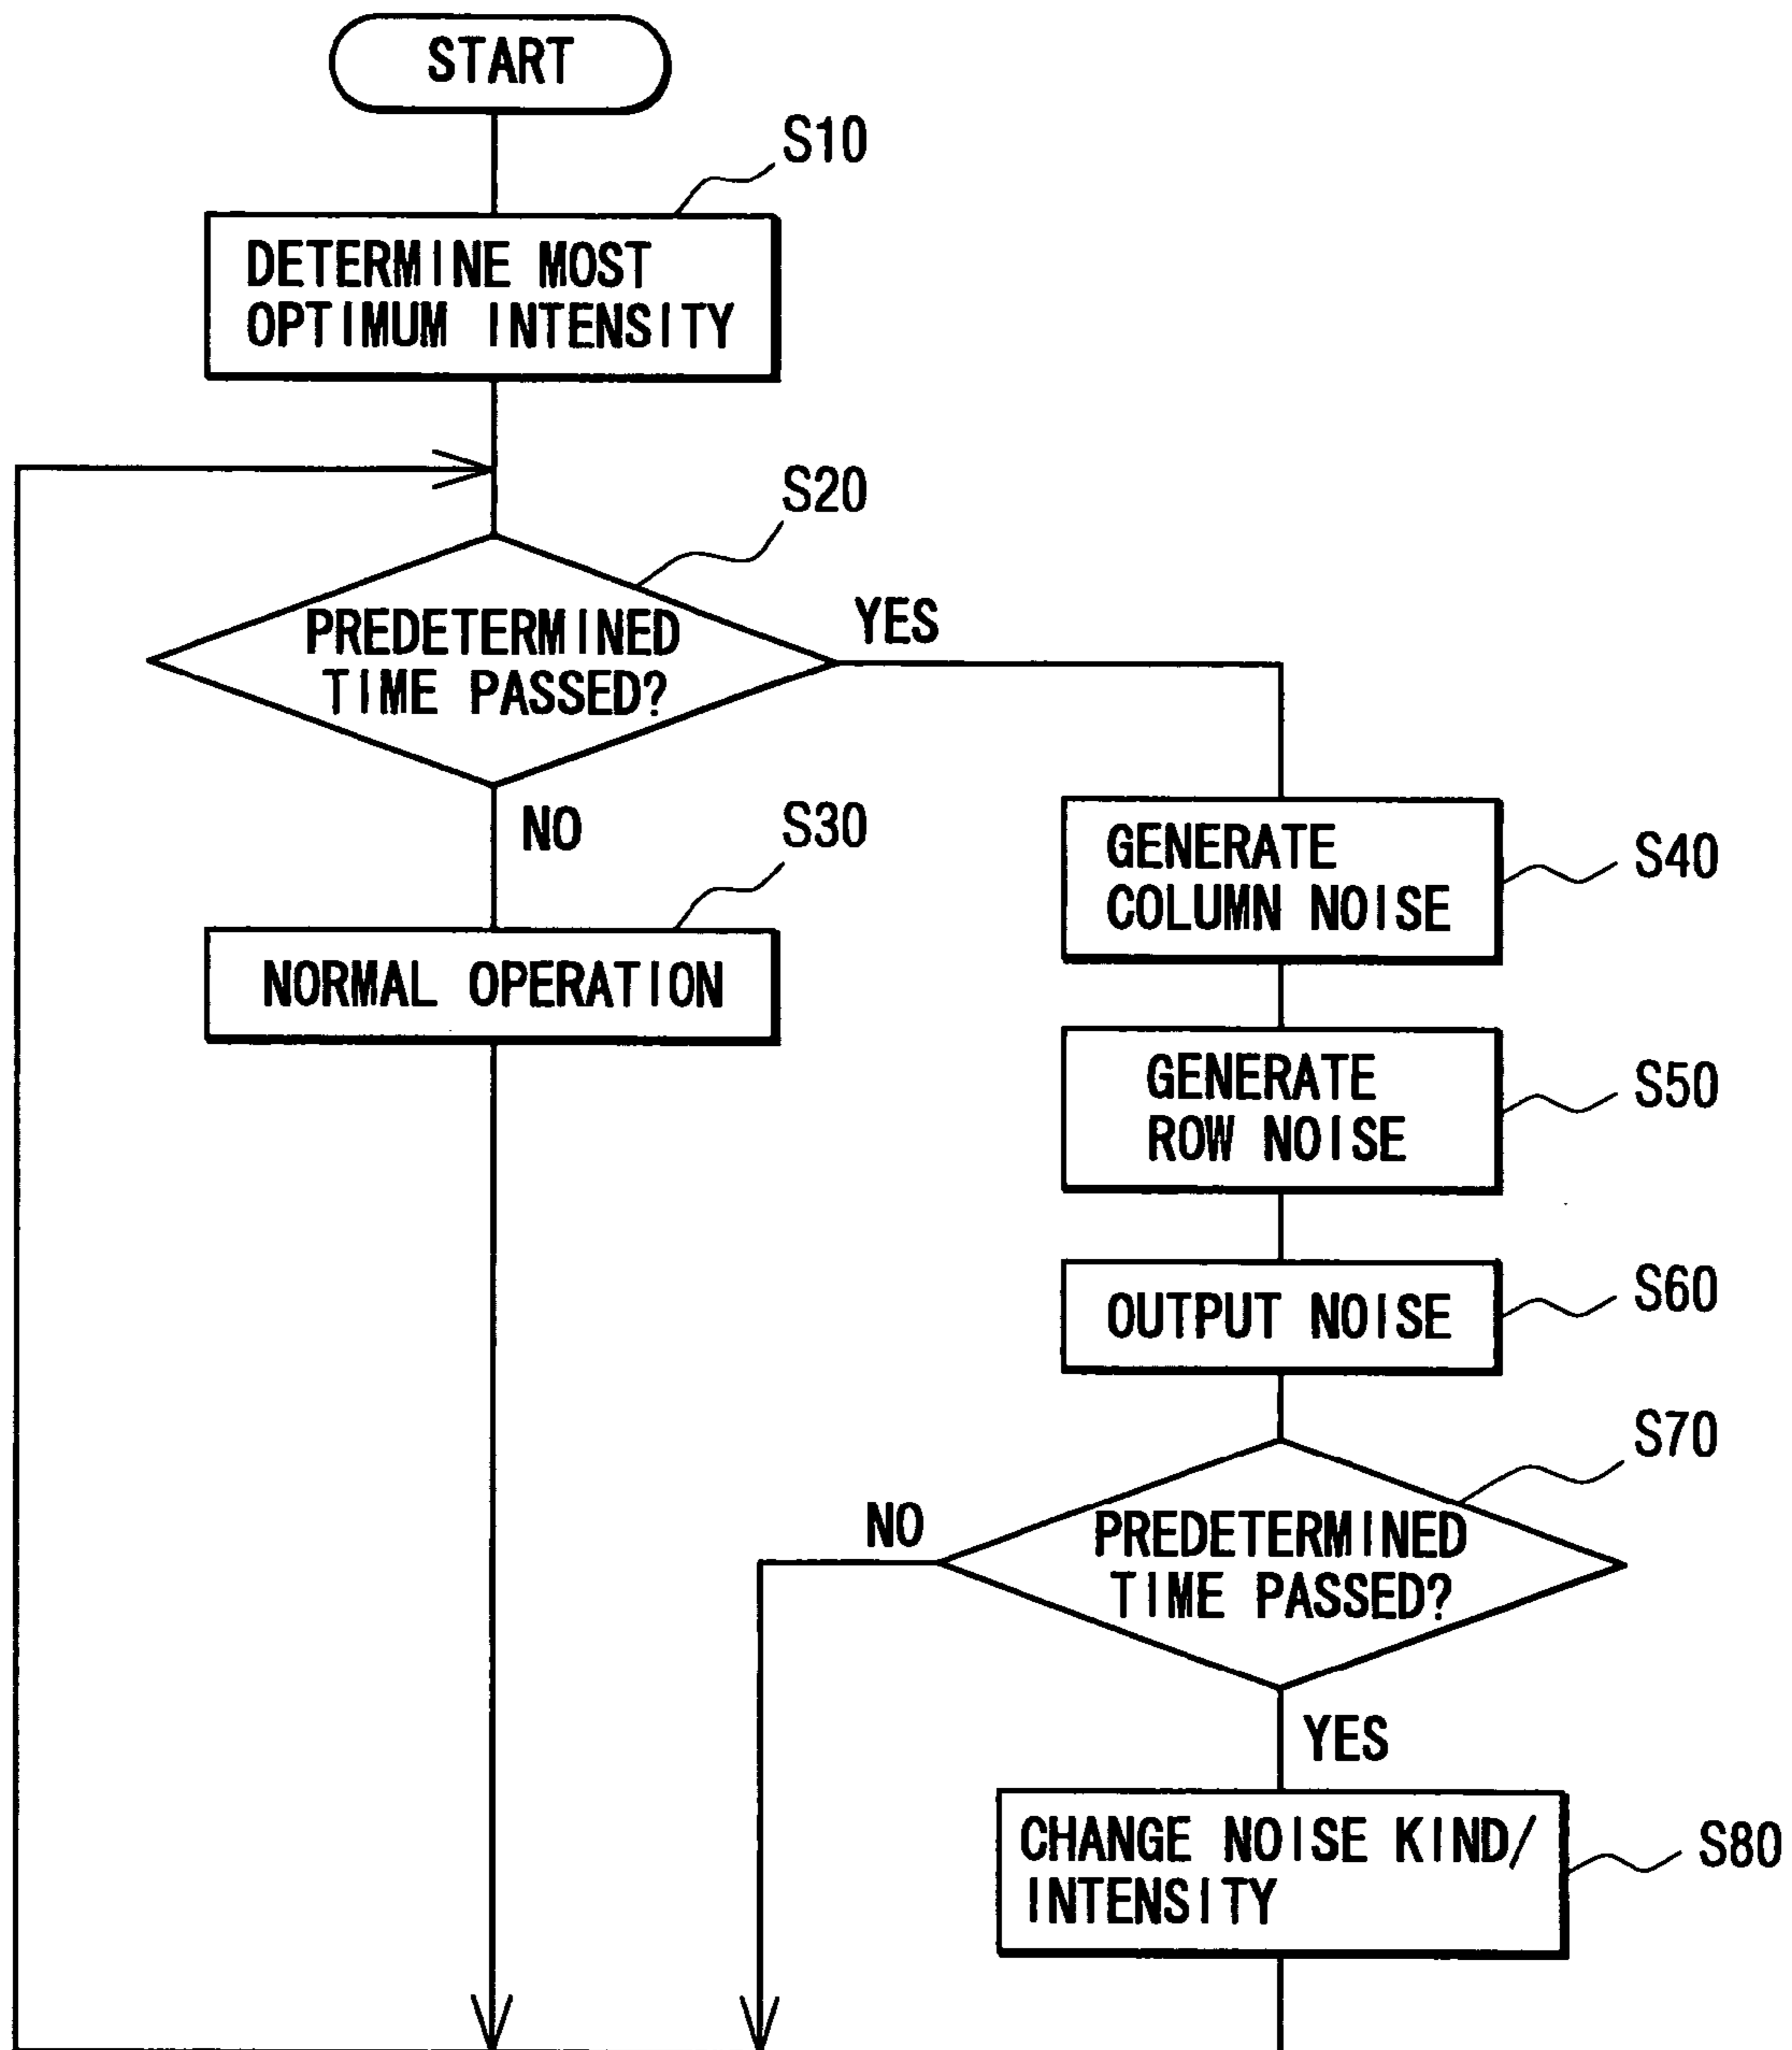 START
S10
DETERMINE MOST
OPTIMUM INTENSITY
S20
PREDETERMINED
TIME PASSED?
YES
NO
S30
NORMAL OPERATION
GENERATE
COLUMN NOISE
S40
GENERATE
ROW NOISE
S50
OUTPUT NOISE
S60
S70
PREDETERMINED
TIME PASSED?
NO
YES
CHANGE NOISE KIND/
INTENSITY
S80